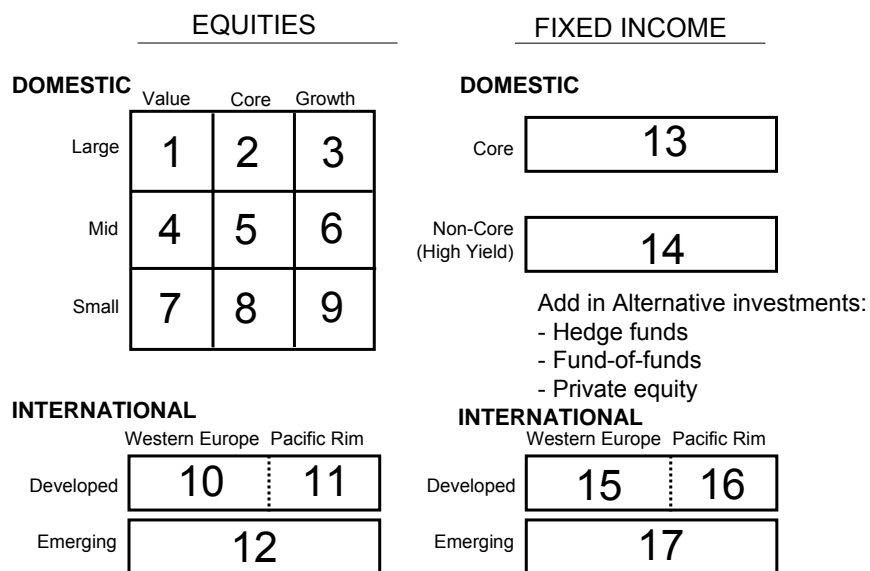 EQUITIES
DOMESTIC
Value Core Growth
Large 1 2 3
Mid 4 5 6
Small 7 8 9
INTERNATIONAL
Western Europe Pacific Rim
Developed 10 11
Emerging 12
FIXED INCOME
DOMESTIC
Core 13
Non-Core
(High Yield) 14
Add in Alternative investments:
- Hedge funds
- Fund-of-funds
- Private equity
INTERNATIONAL
Western Europe Pacific Rim
Developed 15 16
Emerging 17